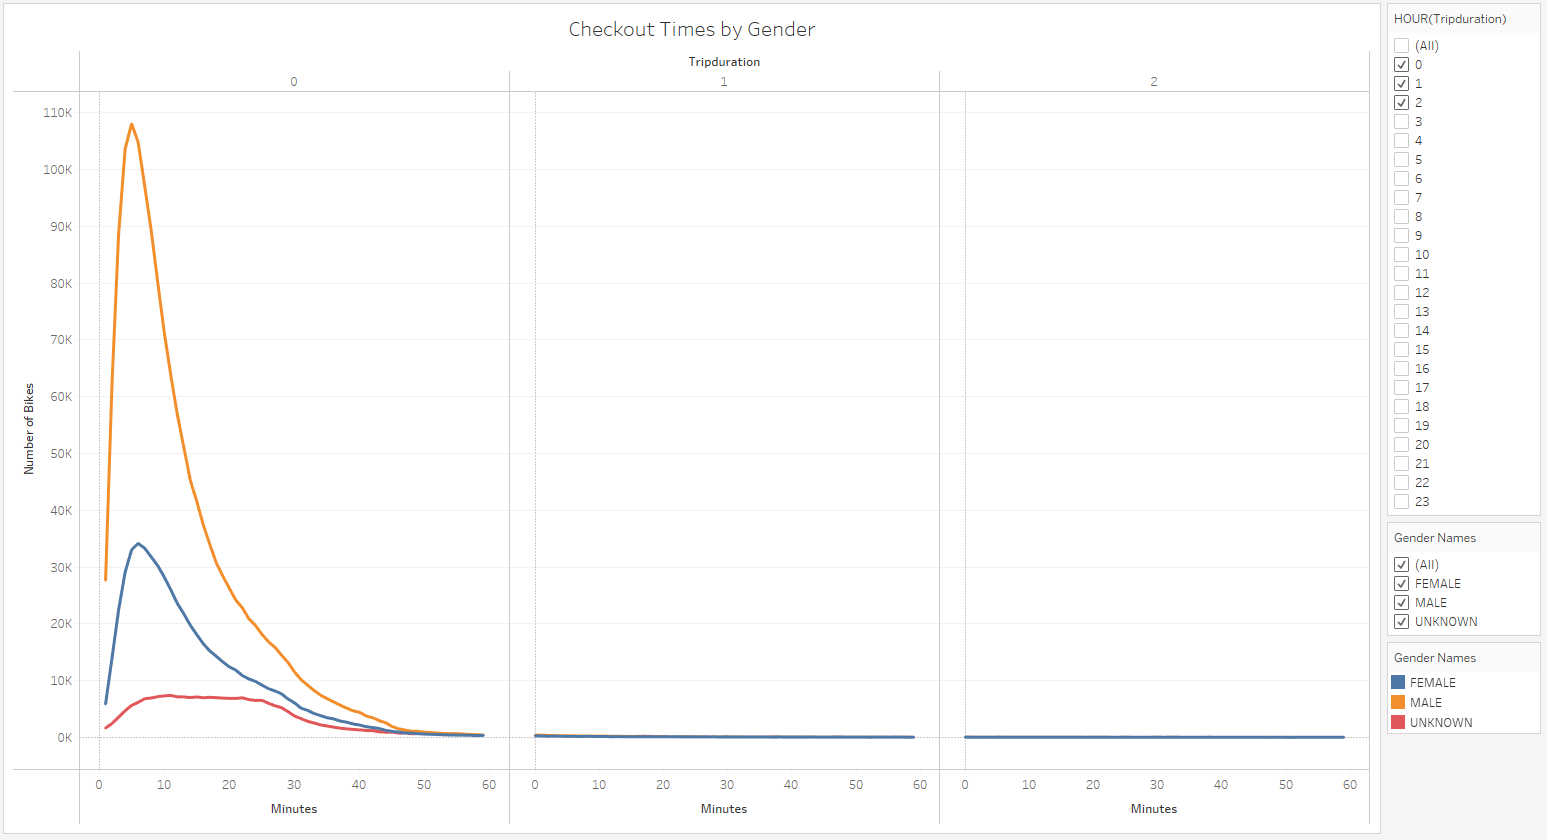 Checkout Times by Gender
Tripduration
0 1 2
110K
100K
90K
80K
70K
60K
50K
40K
30K
20K
10K
0K
Number of Bikes
0 10 20 30 40 50 60 0 10 20 30 40 50 60 0 10 20 30 40 50 60
Minutes Minutes Minutes
HOUR(Tripduration)
(All)
0
1
2
3
4
5
6
7
8
9
10
11
12
13
14
15
16
17
18
19
20
21
22
23
Gender Names
(All)
FEMALE
MALE
UNKNOWN
Gender Names
FEMALE
MALE
UNKNOWN